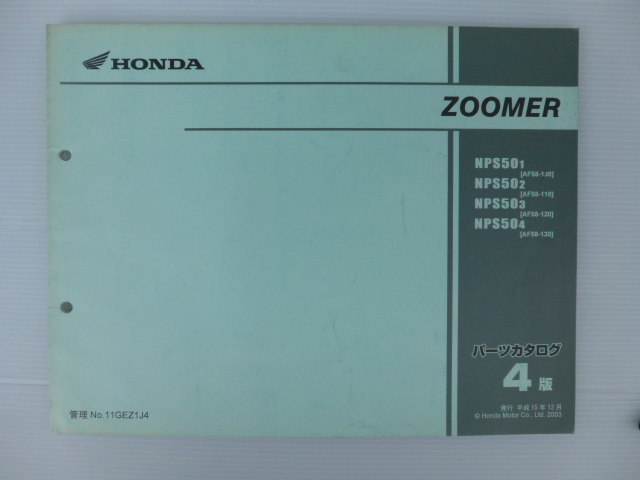 HONDA
ZOOMER
NPS501
[AF58-1J0]
NPS502
[AF58-110]
NPS503
[AF58-120]
NPS504
[AF58-130]
パーツカタログ
4版
発行 平成15年12月
© Honda Motor Co., Ltd. 2003
管理 No.11GEZ1J4